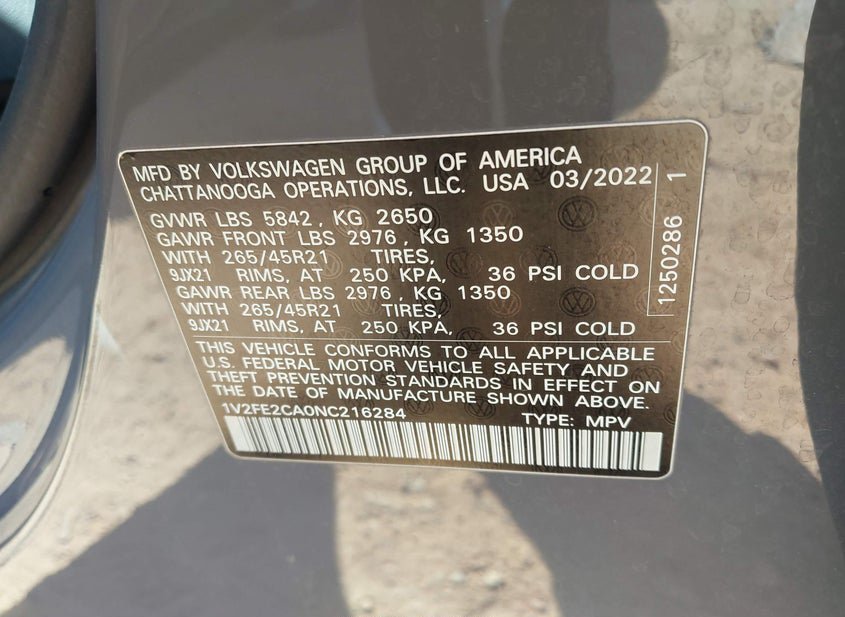 MFD BY VOLKSWAGEN GROUP OF AMERICA
CHATTANOOGA OPERATIONS, LLC. USA 03/2022
GVWR LBS 5842, KG 2650
GAWR FRONT LBS 2976, KG 1350
WITH 265/45R21 TIRES,
9JX21 RIMS, AT 250 KPA, 36 PSI COLD
GAWR REAR LBS 2976, KG 1350
WITH 265/45R21 TIRES,
9JX21 RIMS, AT 250 KPA, 36 PSI COLD
THIS VEHICLE CONFORMS TO ALL APPLICABLE
U.S. FEDERAL MOTOR VEHICLE SAFETY AND
THEFT PREVENTION STANDARDS IN EFFECT ON
THE DATE OF MANUFACTURE SHOWN ABOVE.
1V2FE2CA0NC216284 TYPE: MPV
1250286 1